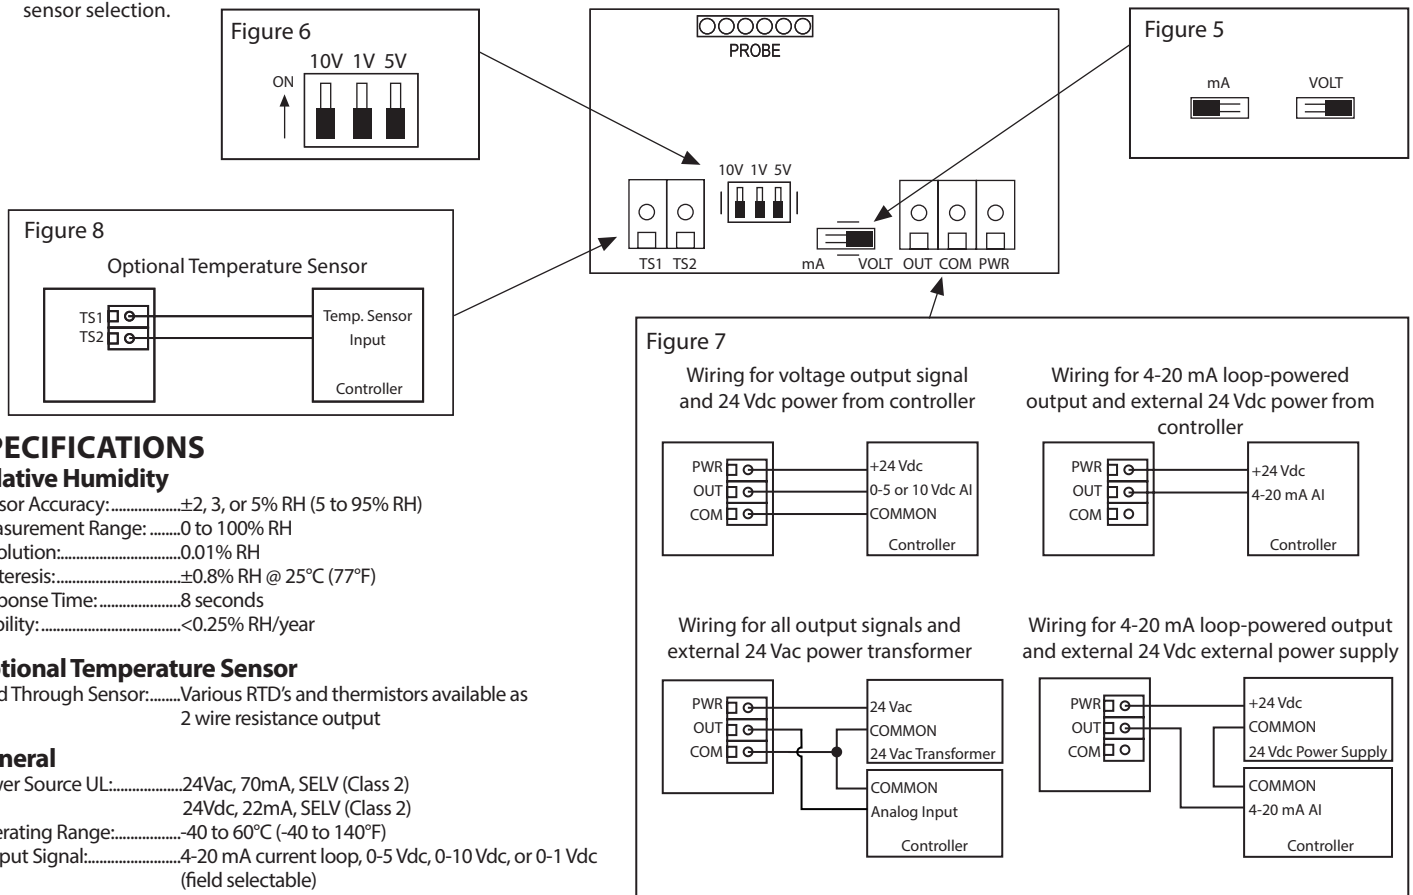 sensor selection.
Figure 6
10V 1V 5V
ON
PROBE
10V 1V 5V
TS1 TS2
mA VOLT OUT COM PWR
Figure 5
mA VOLT
Figure 8
Optional Temperature Sensor
TS1
TS2
Temp. Sensor
Input
Controller
Figure 7
Wiring for voltage output signal
and 24 Vdc power from controller
PWR
OUT
COM
+24 Vdc
0-5 or 10 Vdc AI
COMMON
Controller
Wiring for 4-20 mA loop-powered
output and external 24 Vdc power from
controller
PWR
OUT
COM
+24 Vdc
4-20 mA AI
Controller
Wiring for all output signals and
external 24 Vac power transformer
PWR
OUT
COM
24 Vac
COMMON
24 Vac Transformer
COMMON
Analog Input
Controller
Wiring for 4-20 mA loop-powered output
and external 24 Vdc external power supply
PWR
OUT
COM
+24 Vdc
COMMON
24 Vdc Power Supply
COMMON
4-20 mA AI
Controller
PECIFICATIONS
lative Humidity
sor Accuracy:..................±2, 3, or 5% RH (5 to 95% RH)
asurement Range: ........0 to 100% RH
olution:...............................0.01% RH
teresis:................................±0.8% RH @ 25°C (77°F)
ponse Time: .....................8 seconds
bility: ....................................<0.25% RH/year
tional Temperature Sensor
d Through Sensor:........Various RTD's and thermistors available as
2 wire resistance output
neral
er Source UL:..................24Vac, 70mA, SELV (Class 2)
24Vdc, 22mA, SELV (Class 2)
erating Range:.................-40 to 60°C (-40 to 140°F)
put Signal:........................4-20 mA current loop, 0-5 Vdc, 0-10 Vdc, or 0-1 Vdc
(field selectable)